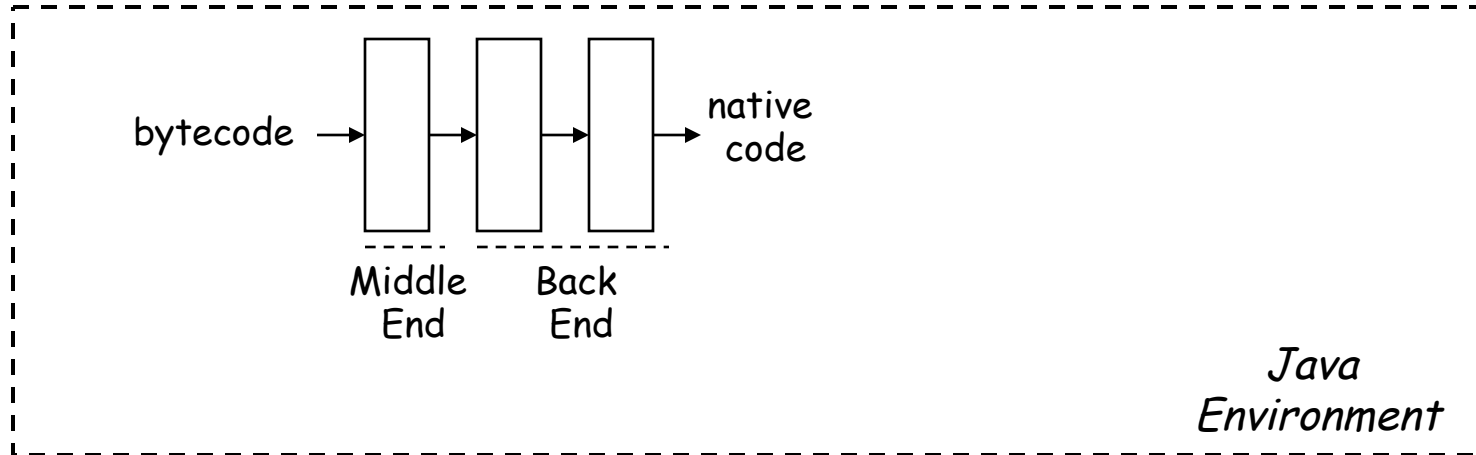 bytecode
native
code
Middle
End
Back
End
Java
Environment